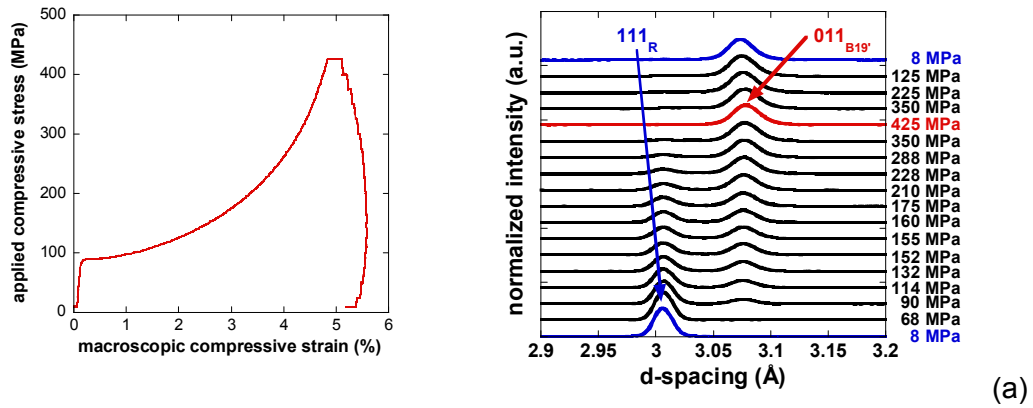 500
400
300
200
100
0
0 1 2 3 4 5 6
applied compressive stress (MPa)
macroscopic compressive strain (%)
normalized intensity (a.u.)
111R
011B19'
8 MPa
125 MPa
225 MPa
350 MPa
425 MPa
350 MPa
288 MPa
228 MPa
210 MPa
175 MPa
160 MPa
155 MPa
152 MPa
132 MPa
114 MPa
90 MPa
68 MPa
8 MPa
2.9 2.95 3 3.05 3.1 3.15 3.2
d-spacing (Å)
(a)